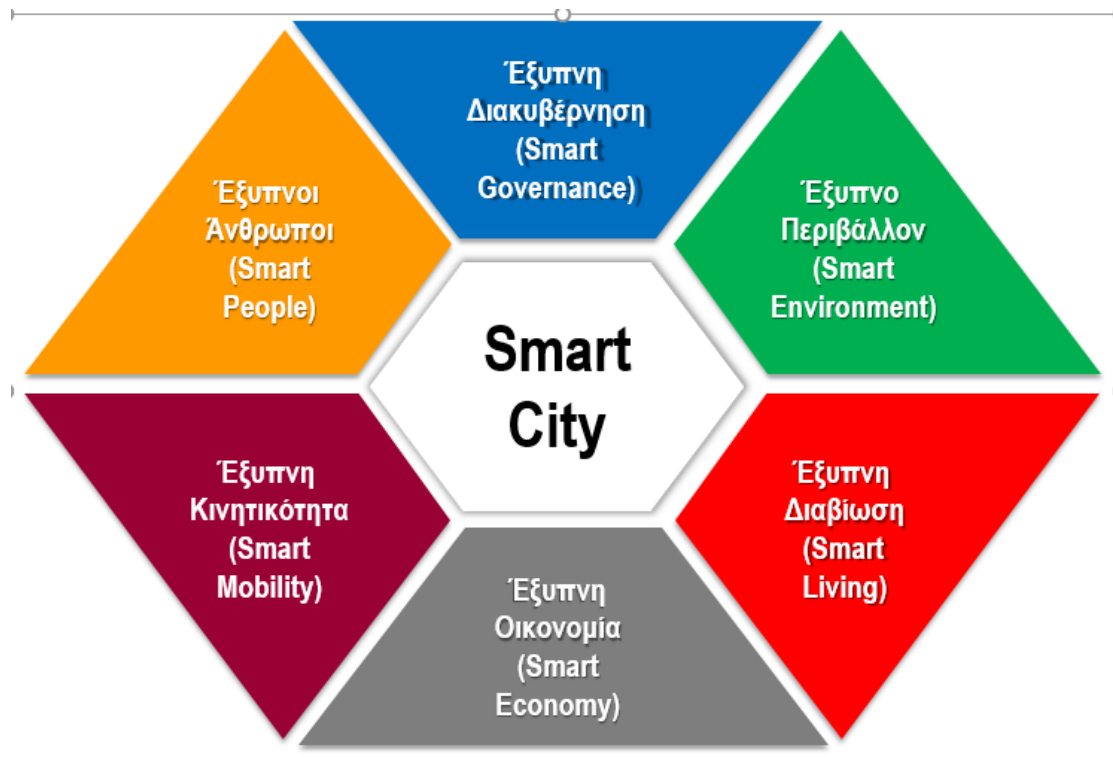 Έξυπνη
Διακυβέρνηση
(Smart
Governance)
Έξυπνοι
Άνθρωποι
(Smart
People)
Έξυπνο
Περιβάλλον
(Smart
Environment)
Smart
City
Έξυπνη
Κινητικότητα
(Smart
Mobility)
Έξυπνη
Διαβίωση
(Smart
Living)
Έξυπνη
Οικονομία
(Smart
Economy)